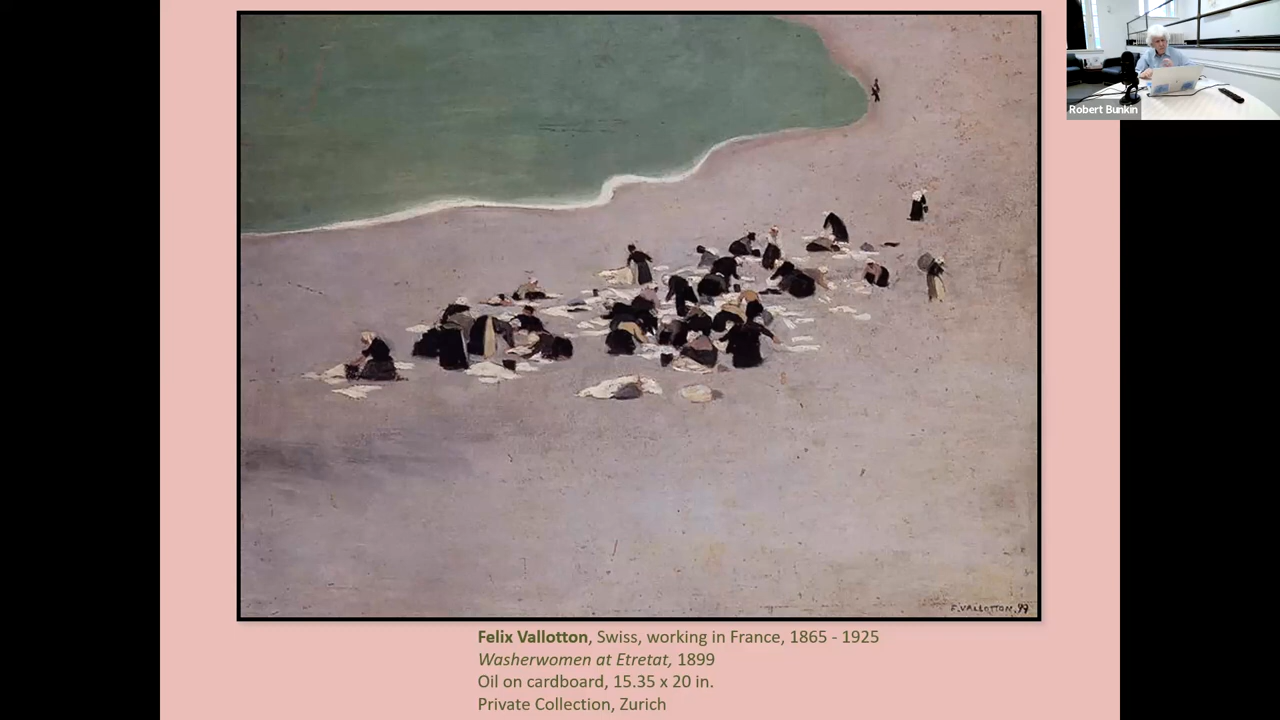 Robert Bunkin
F. VALLOTTON. 99
Felix Vallotton, Swiss, working in France, 1865 - 1925
Washerwomen at Etretat, 1899
Oil on cardboard, 15.35 x 20 in.
Private Collection, Zurich